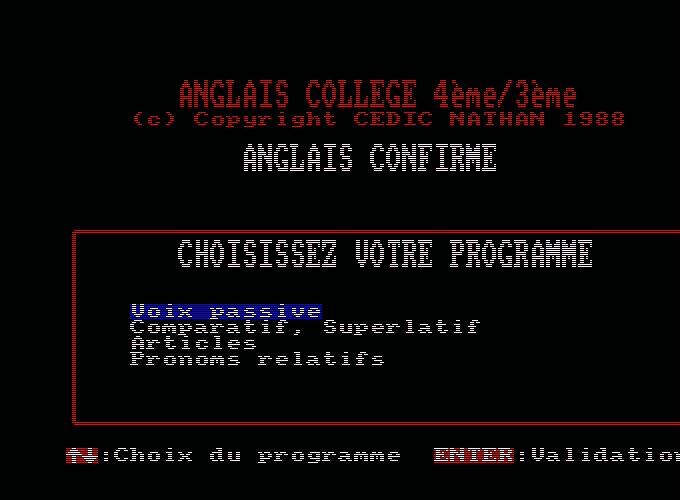 ANGLAIS COLLEGE 4ème/3ème
(c) Copyright CEDIC NATHAN 1988
ANGLAIS CONFIRME
CHOISISSEZ VOTRE PROGRAMME
Voix passive
Comparatif, Superlatif
Articles
Pronoms relatifs
↑↓:Choix du programme ENTER:Validation